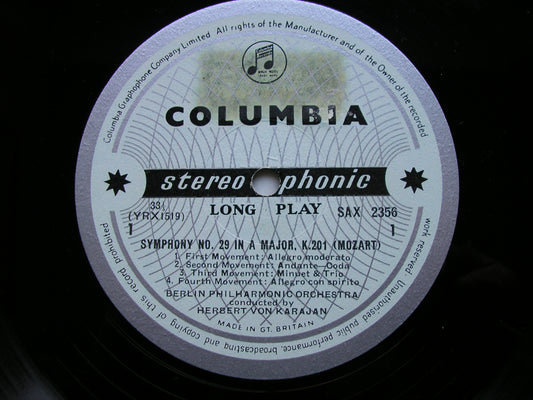 Columbia Graphophone Company Limited All rights of the Manufacturer and of the Owner of the recorded
work reserved. Unauthorised public performance, broadcasting and copying of this record prohibited
COLUMBIA
stereophonic
33
(YRX1519)
LONG PLAY
SAX 2356
1
1
SYMPHONY NO. 29 IN A MAJOR, K.201 (MOZART)
1. First Movement: Allegro moderato
2. Second Movement: Andante—Coda
3. Third Movement: Minuet & Trio
4. Fourth Movement: Allegro con spirito
BERLIN PHILHARMONIC ORCHESTRA
conducted by
HERBERT VON KARAJAN
MADE IN GT. BRITAIN